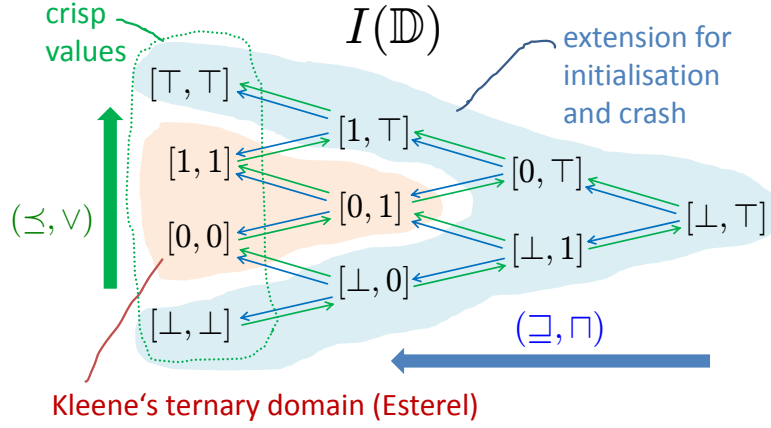 crisp
values
I(𝔻)
extension for
initialisation
and crash
[⊤, ⊤]
[1, ⊤]
[1, 1]
[0, ⊤]
[0, 1]
(⪯, ∨)
[⊥, ⊤]
[0, 0]
[⊥, 1]
[⊥, 0]
[⊥, ⊥]
(⊒, ⊓)
Kleene‘s ternary domain (Esterel)